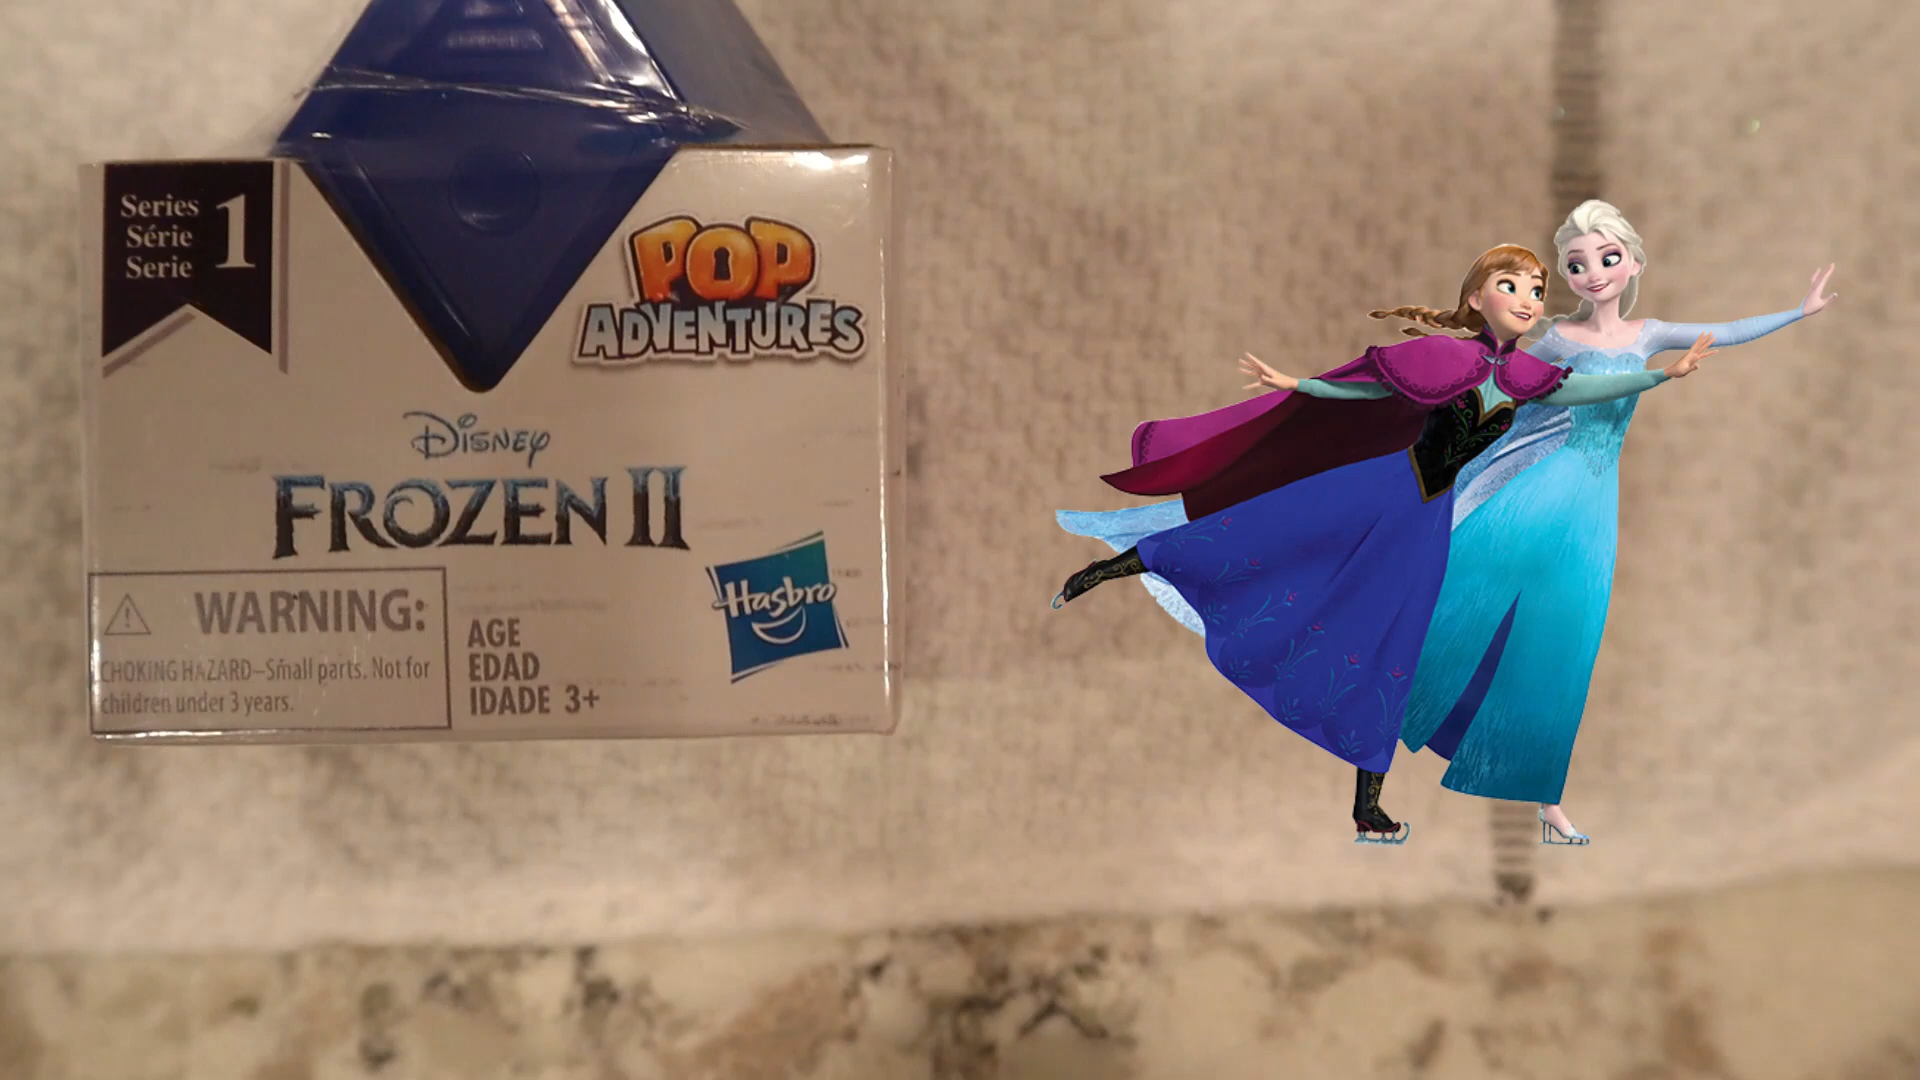 Series
Série
Serie
1
POP
ADVENTURES
Disney
FROZEN II
Hasbro
WARNING:
CHOKING HAZARD–Small parts. Not for
children under 3 years.
AGE
EDAD
IDADE 3+